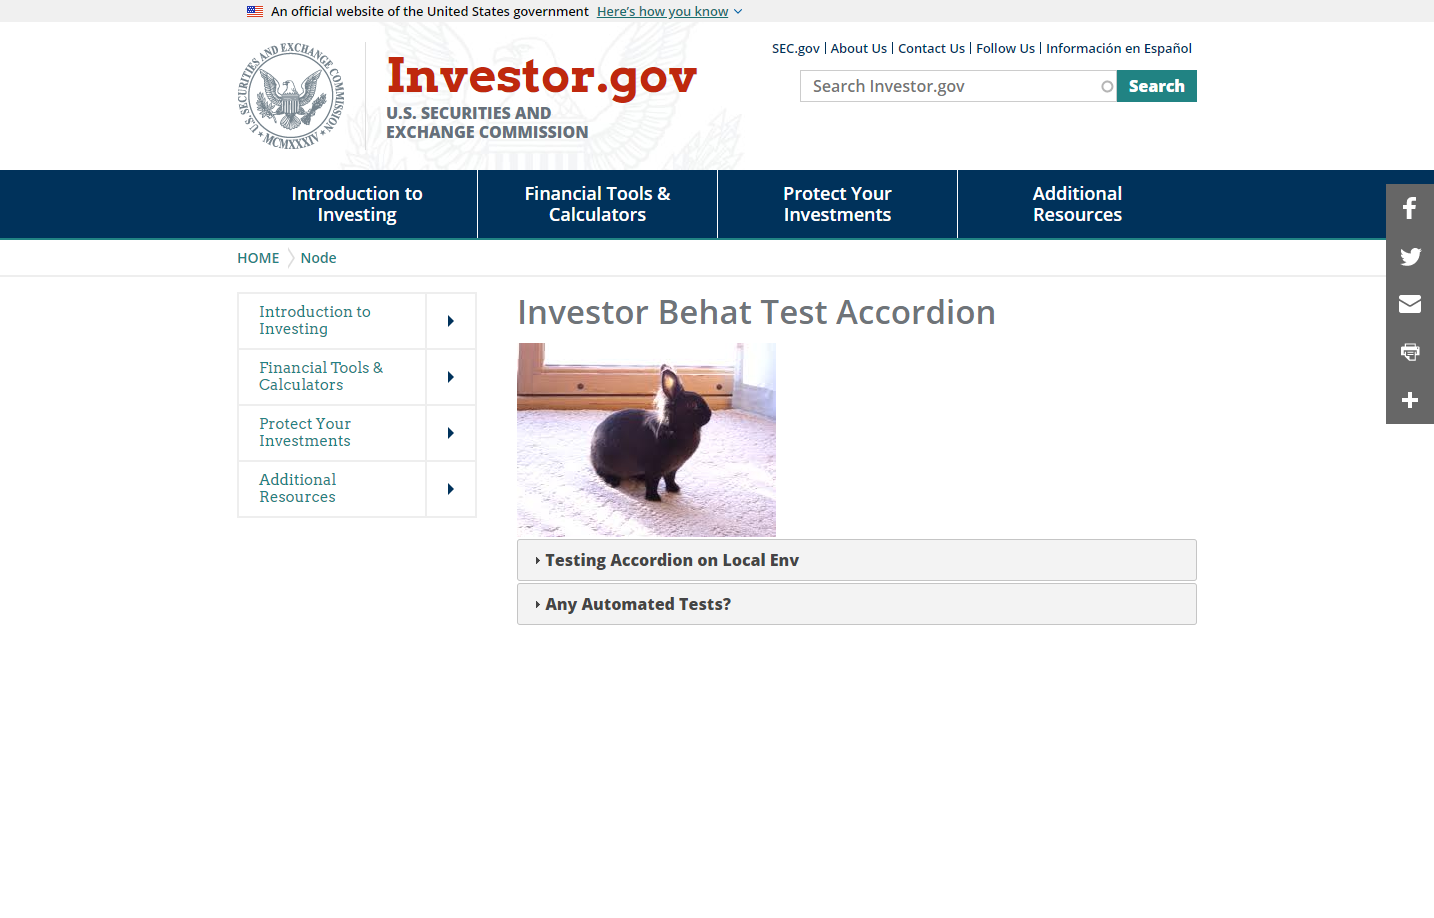 An official website of the United States government Here's how you know
U.S. SECURITIES AND EXCHANGE COMMISSION
MCMXXXIV
Investor.gov
U.S. SECURITIES AND
EXCHANGE COMMISSION
SEC.gov
About Us
Contact Us
Follow Us
Información en Español
Search Investor.gov
Search
Introduction to
Investing
Financial Tools &
Calculators
Protect Your
Investments
Additional
Resources
HOME
Node
Introduction to
Investing
Financial Tools &
Calculators
Protect Your
Investments
Additional
Resources
Investor Behat Test Accordion
Testing Accordion on Local Env
Any Automated Tests?